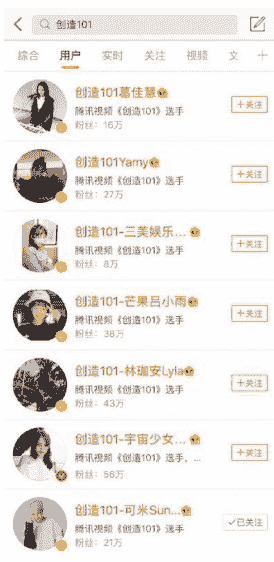 创造101
综合 用户 实时 关注 视频 文
创造101葛佳慧
腾讯视频《创造101》选手
粉丝：16万
+关注
创造101Yamy
腾讯视频《创造101》选手
粉丝：27万
+关注
创造101-三美娱乐...
腾讯视频《创造101》选手
粉丝：8万
+关注
创造101-芒果吕小雨
腾讯视频《创造101》选手
粉丝：38万
+关注
创造101-林珈安Lyla
腾讯视频《创造101》选手
粉丝：43万
+关注
创造101-宇宙少女...
腾讯视频《创造101》选手，...
粉丝：56万
+关注
创造101-可米Sun...
腾讯视频《创造101》选手
粉丝：21万
✓已关注